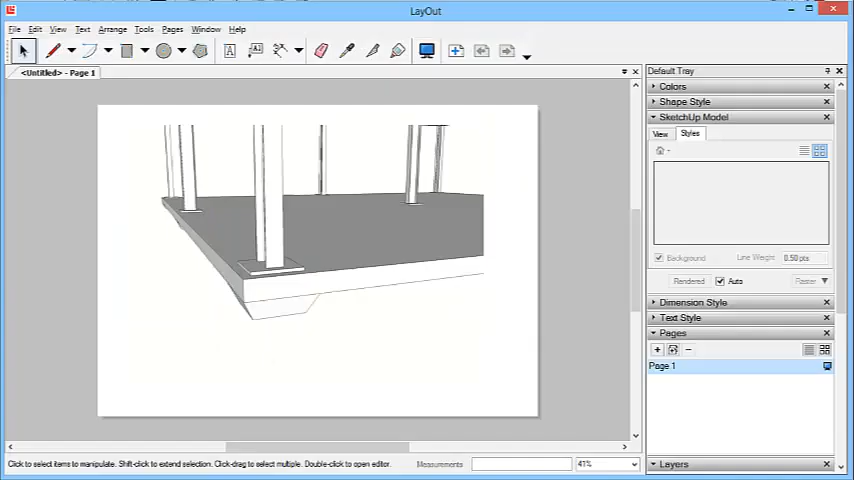 LayOut
File Edit View Text Arrange Tools Pages Window Help
<Untitled> - Page 1
Default Tray
Colors
Shape Style
SketchUp Model
View Styles
Background Line Weight 0.50 pts
Rendered Auto Raster
Dimension Style
Text Style
Pages
Page 1
Layers
Click to select items to manipulate. Shift-click to extend selection. Click-drag to select multiple. Double-click to open editor. Measurements 41%